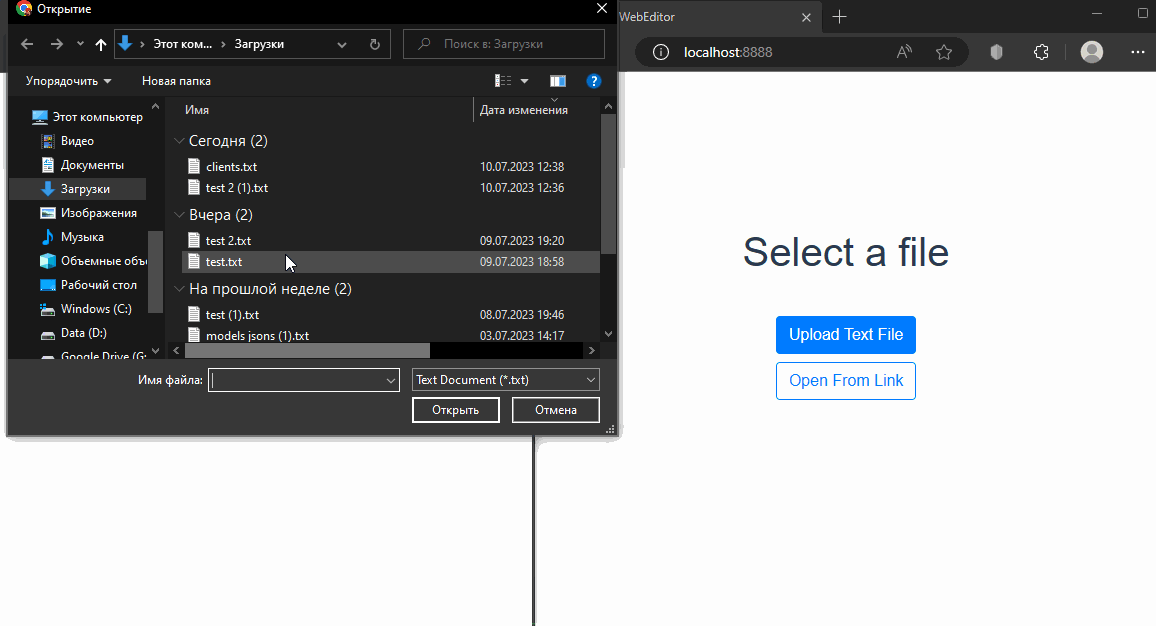 Открытие
Этот ком... Загрузки
Поиск в: Загрузки
Упорядочить Новая папка
Этот компьютер
Видео
Документы
Загрузки
Изображения
Музыка
Объемные объ
Рабочий стол
Windows (C:)
Data (D:)
Google Drive (G:
Имя Дата изменения
Сегодня (2)
clients.txt 10.07.2023 12:38
test 2 (1).txt 10.07.2023 12:36
Вчера (2)
test 2.txt 09.07.2023 19:20
test.txt 09.07.2023 18:58
На прошлой неделе (2)
test (1).txt 08.07.2023 19:46
models jsons (1).txt 03.07.2023 14:17
Имя файла: Text Document (*.txt)
Открыть Отмена
WebEditor
localhost:8888
Select a file
Upload Text File
Open From Link